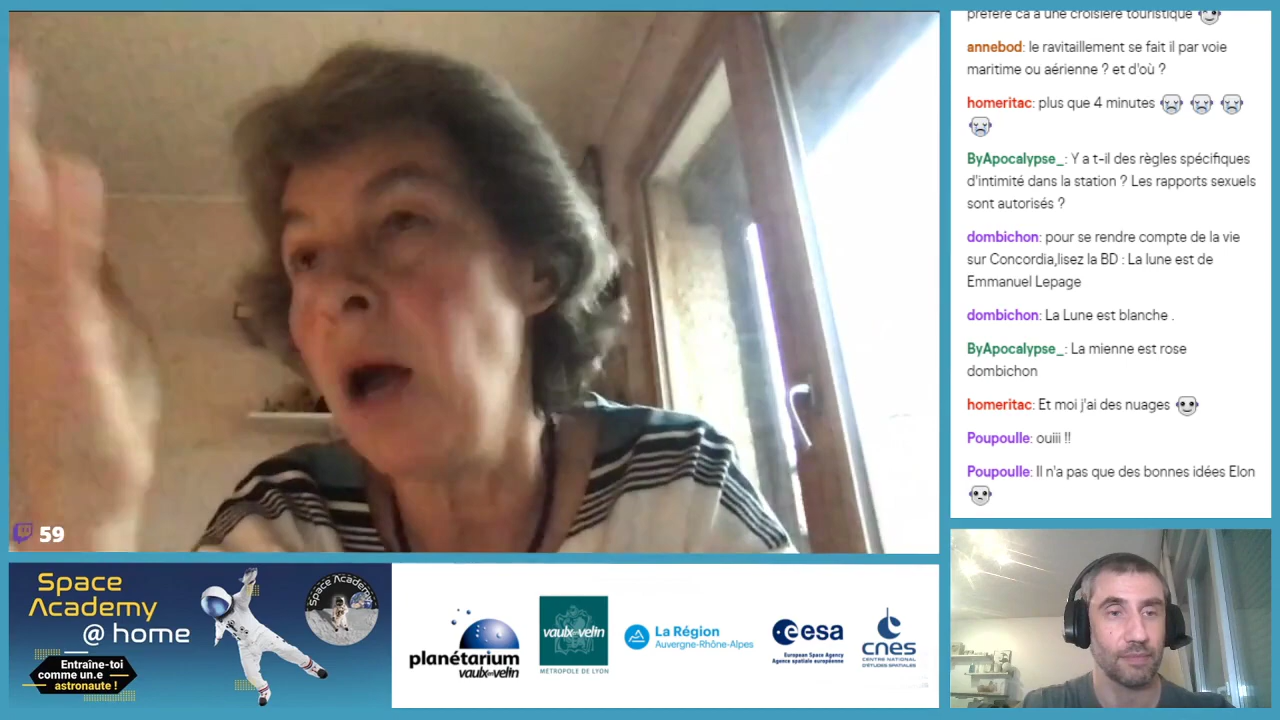 préfère ca à une croisière touristique
annebod: le ravitaillement se fait il par voie
maritime ou aérienne ? et d'où ?
homeritac: plus que 4 minutes
ByApocalypse_: Y a t-il des règles spécifiques
d'intimité dans la station ? Les rapports sexuels
sont autorisés ?
dombichon: pour se rendre compte de la vie
sur Concordia,lisez la BD : La lune est de
Emmanuel Lepage
dombichon: La Lune est blanche .
ByApocalypse_: La mienne est rose
dombichon
homeritac: Et moi j'ai des nuages
Poupoulle: ouiii !!
Poupoulle: Il n'a pas que des bonnes idées Elon
59
Space
Academy
@ home
Entraîne-toi
comme un.e
astronaute !
Space Academy
planétarium
vaulx-en-velin
vaulx-en-velin
MÉTROPOLE DE LYON
La Région
Auvergne-Rhône-Alpes
esa
European Space Agency
Agence spatiale européenne
cnes
CENTRE NATIONAL
D'ÉTUDES SPATIALES